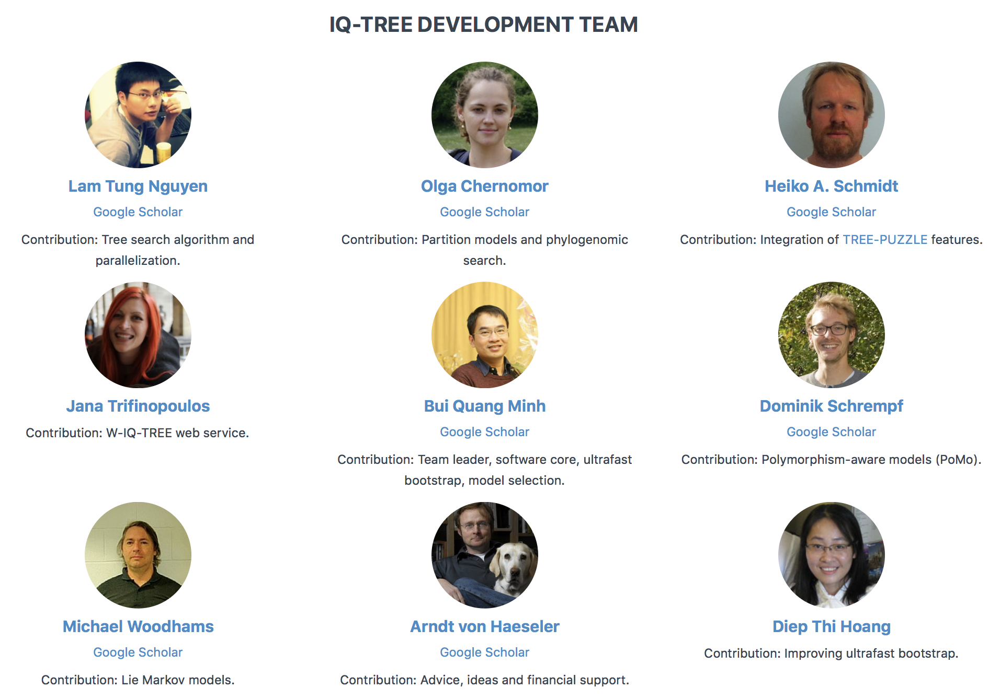 IQ-TREE DEVELOPMENT TEAM
Lam Tung Nguyen
Google Scholar
Contribution: Tree search algorithm and
parallelization.
Olga Chernomor
Google Scholar
Contribution: Partition models and phylogenomic
search.
Heiko A. Schmidt
Google Scholar
Contribution: Integration of TREE-PUZZLE features.
Jana Trifinopoulos
Contribution: W-IQ-TREE web service.
Bui Quang Minh
Google Scholar
Contribution: Team leader, software core, ultrafast
bootstrap, model selection.
Dominik Schrempf
Google Scholar
Contribution: Polymorphism-aware models (PoMo).
Michael Woodhams
Google Scholar
Contribution: Lie Markov models.
Arndt von Haeseler
Google Scholar
Contribution: Advice, ideas and financial support.
Diep Thi Hoang
Contribution: Improving ultrafast bootstrap.